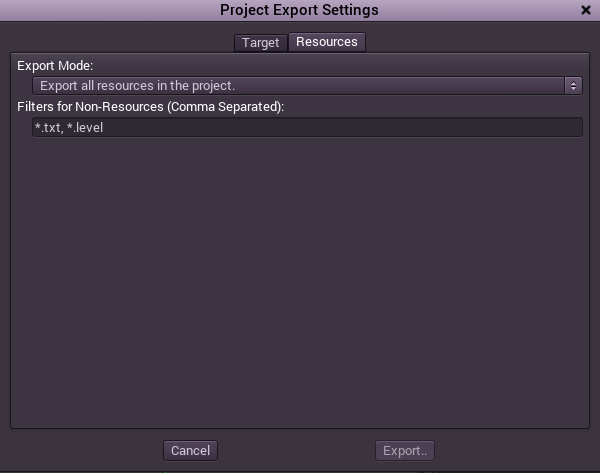 Project Export Settings
Target
Resources
Export Mode:
Export all resources in the project.
Filters for Non-Resources (Comma Separated):
*.txt, *.level
Cancel
Export..